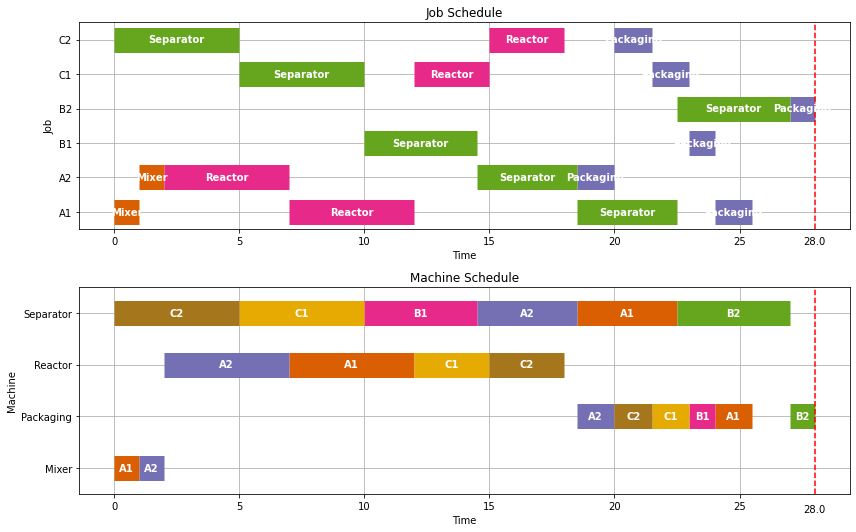 Job Schedule
Job
C2 Separator Reactor Packaging
C1 Separator Reactor Packaging
B2 Separator Packaging
B1 Separator Packaging
A2 Mixer Reactor Separator Packaging
A1 Mixer Reactor Separator Packaging
0 5 10 15 20 25 28.0
Time
Machine Schedule
Machine
Separator C2 C1 B1 A2 A1 B2
Reactor A2 A1 C1 C2
Packaging A2 C2 C1 B1 A1 B2
Mixer A1 A2
0 5 10 15 20 25 28.0
Time